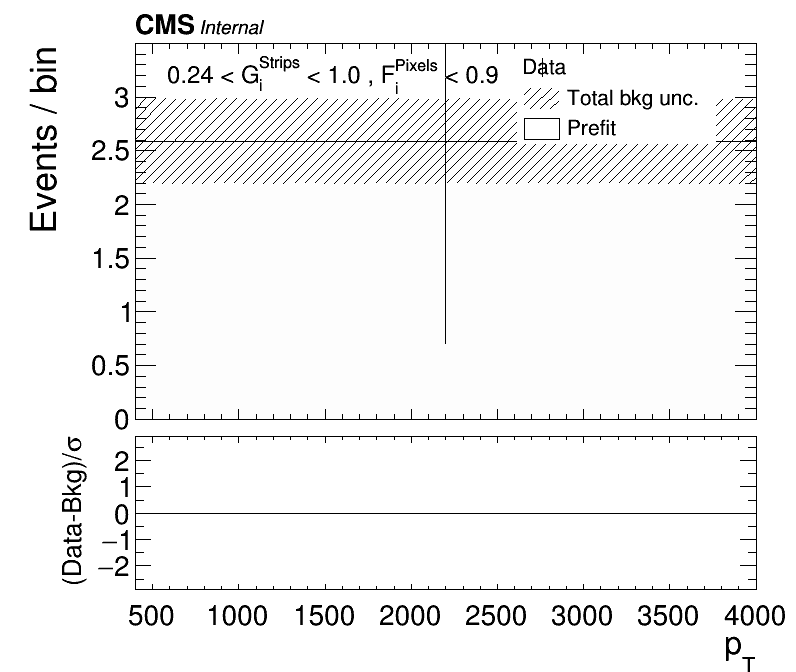 CMS Internal
0.24 < G_i^Strips < 1.0 , F_i^Pixels < 0.9
Data
Total bkg unc.
Prefit
Events / bin
3
2.5
2
1.5
1
0.5
0
(Data-Bkg)/σ
2
1
0
−1
−2
500 1000 1500 2000 2500 3000 3500 4000
p_T